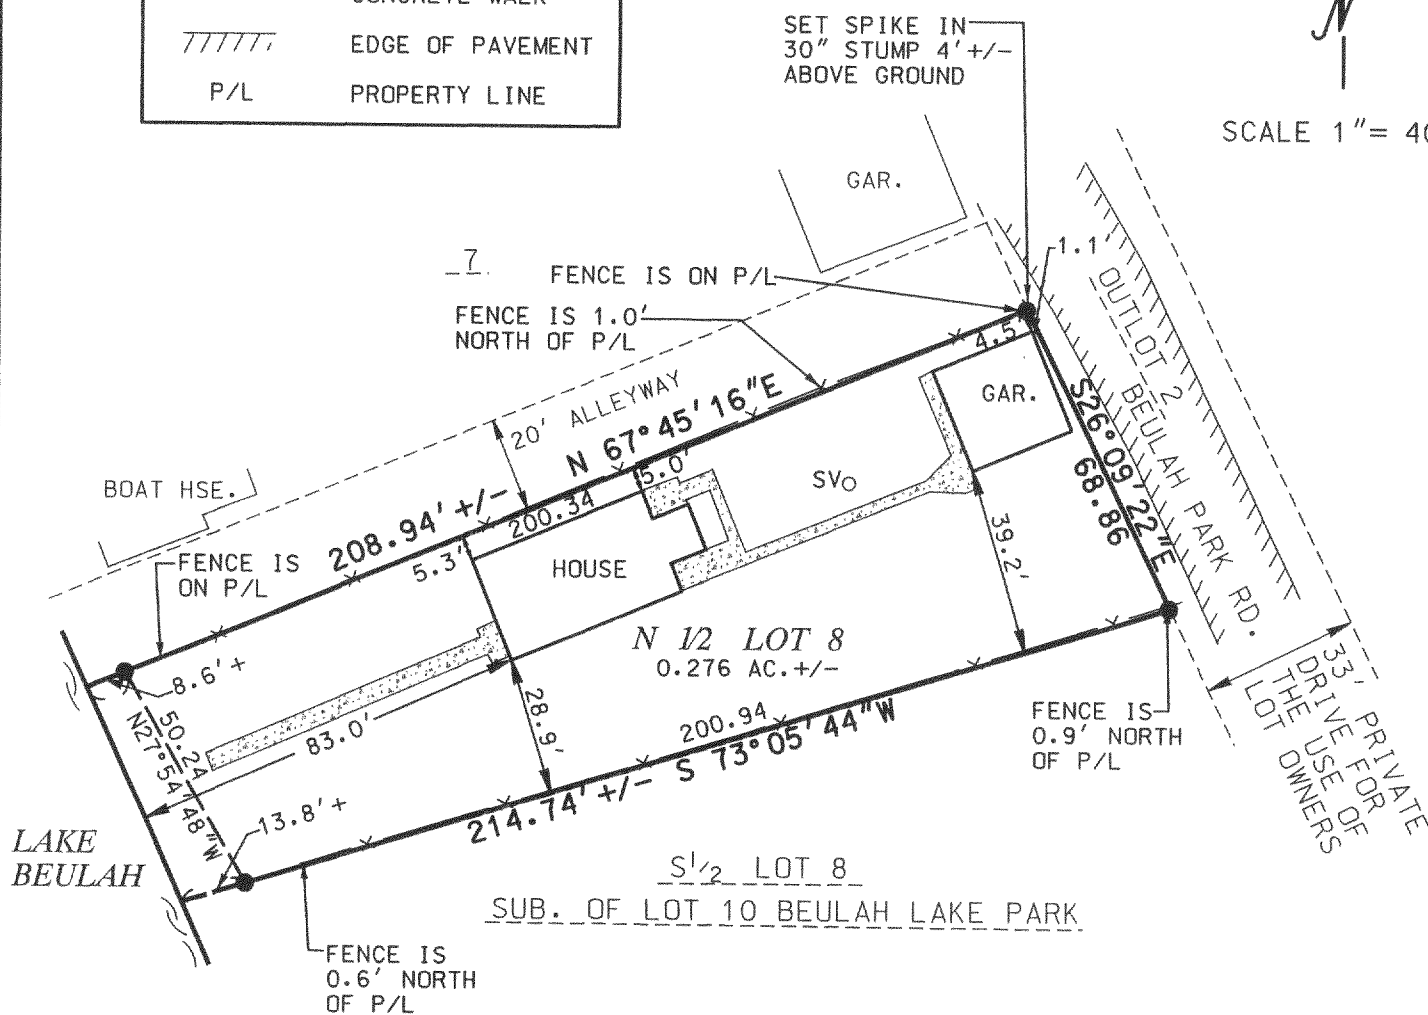 CONCRETE WALK
EDGE OF PAVEMENT
P/L PROPERTY LINE
SET SPIKE IN
30" STUMP 4'+/-
ABOVE GROUND
N
SCALE 1"= 40
GAR.
7
FENCE IS ON P/L
1.1'
FENCE IS 1.0'
NORTH OF P/L
OUTLOT 2
BEULAH PARK RD.
4.5'
20' ALLEYWAY
N 67°45'16"E
208.94'+/-
200.34
5.0'
5.3'
GAR.
S26°09'22"E
68.86
BOAT HSE.
SVO
FENCE IS
ON P/L
HOUSE
39.2'
N 1/2 LOT 8
0.276 AC.+/-
8.6'+
50.24
N27°54'48"W
83.0'
28.9'
200.94
214.74'+/- S 73°05'44"W
13.8'+
FENCE IS
0.9' NORTH
OF P/L
33' PRIVATE
DRIVE FOR
THE USE OF
LOT OWNERS
LAKE
BEULAH
S1/2 LOT 8
SUB. OF LOT 10 BEULAH LAKE PARK
FENCE IS
0.6' NORTH
OF P/L